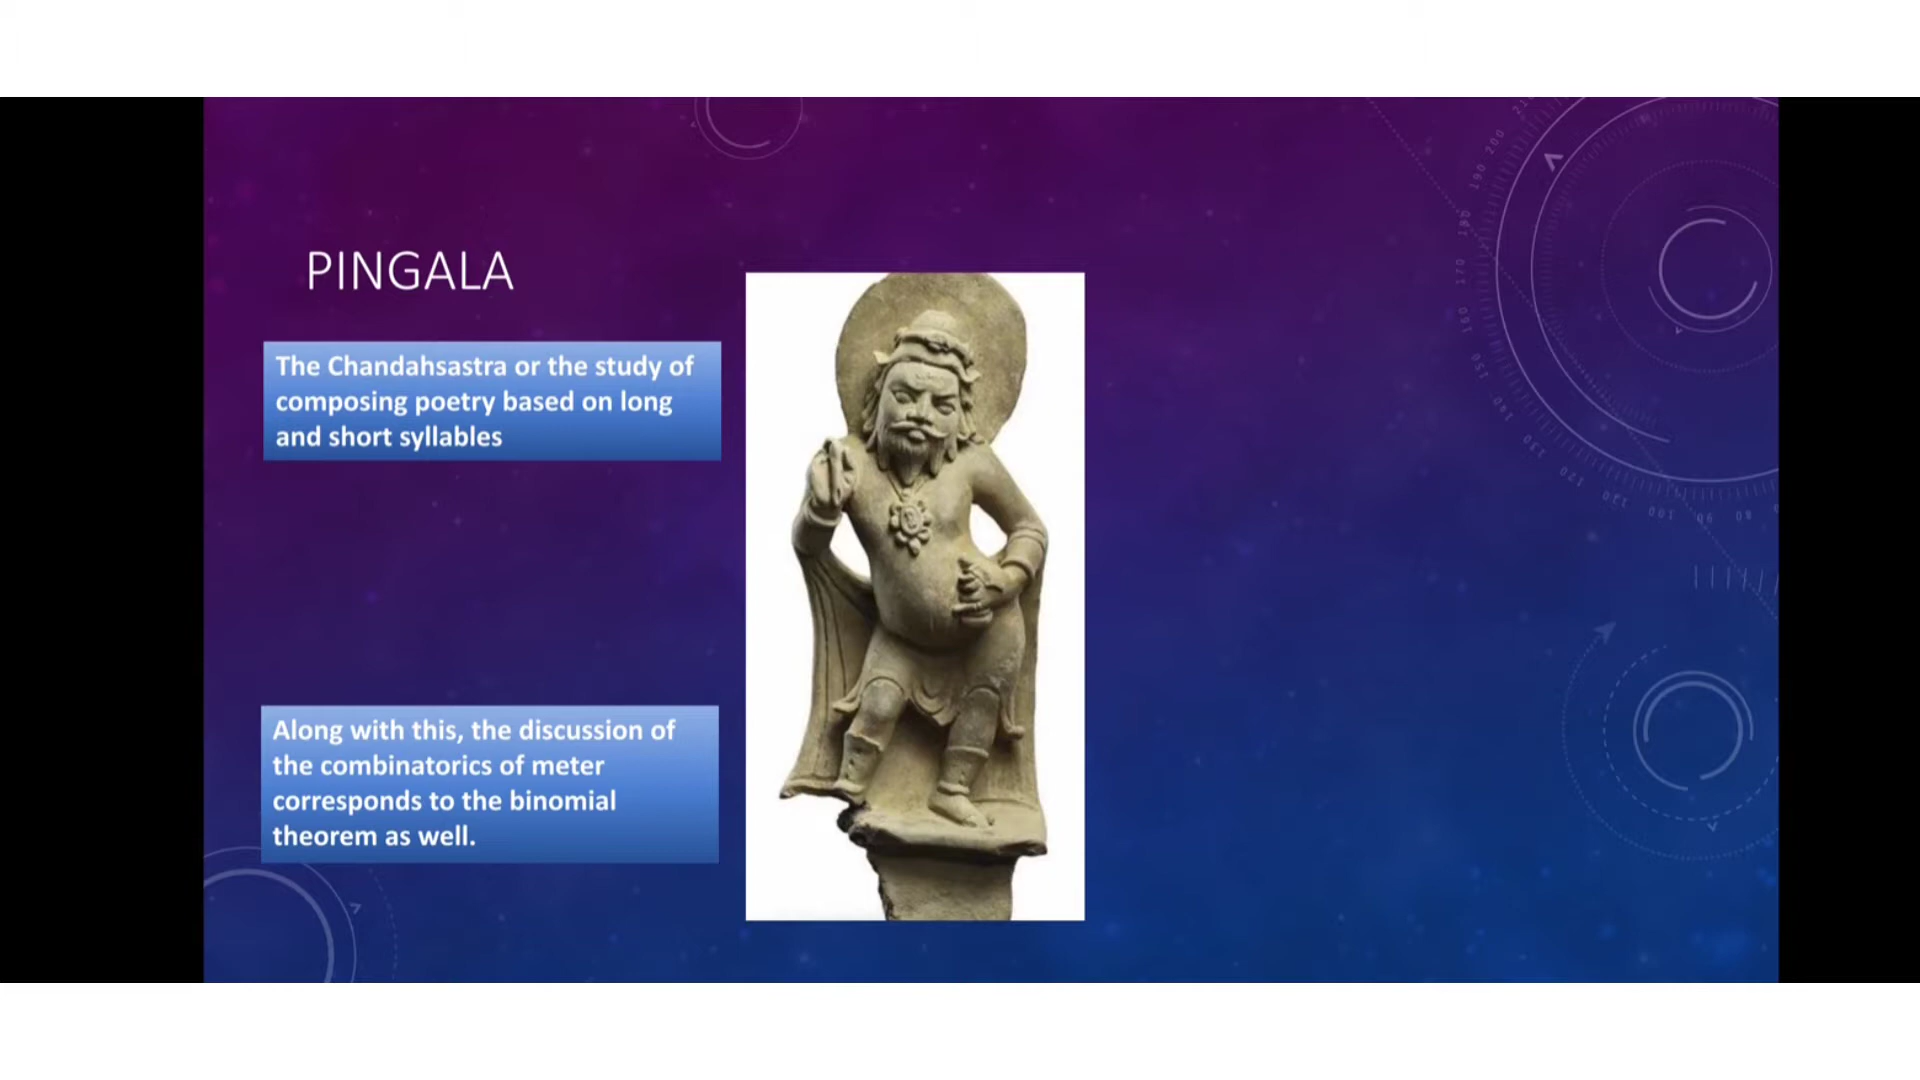 PINGALA
The Chandahsastra or the study of
composing poetry based on long
and short syllables
Along with this, the discussion of
the combinatorics of meter
corresponds to the binomial
theorem as well.